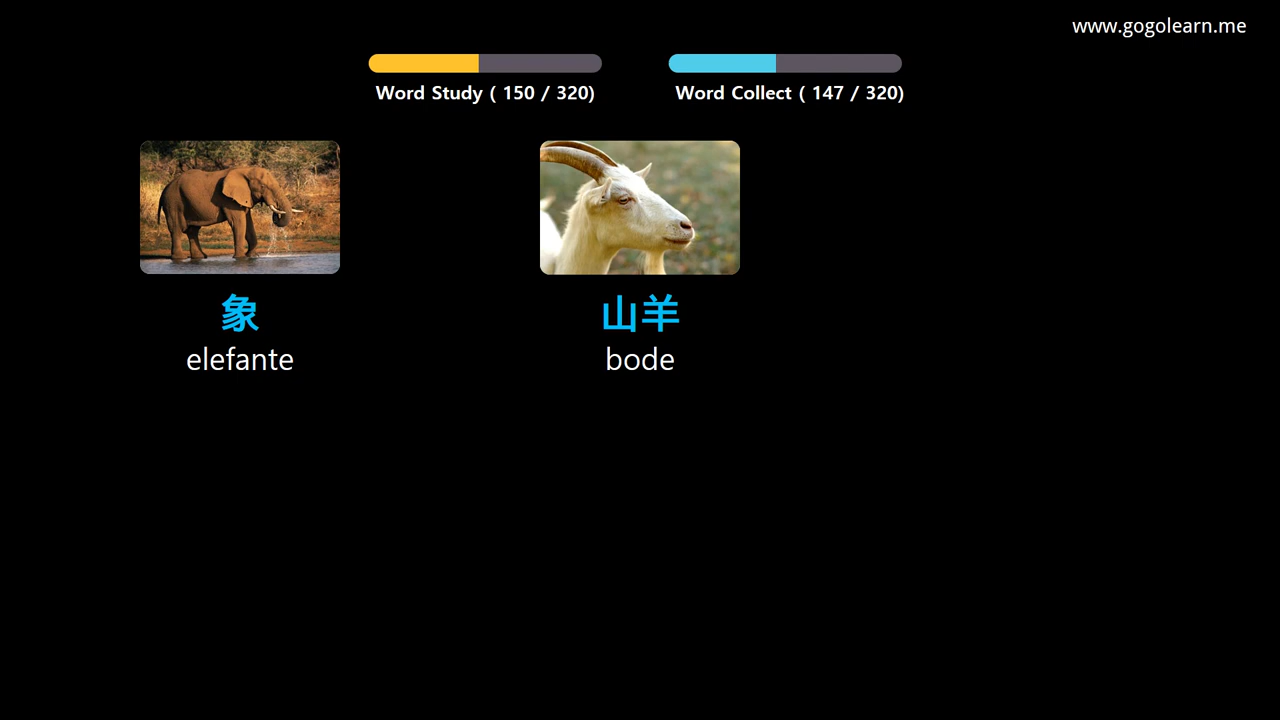 www.gogolearn.me
Word Study ( 150 / 320)
Word Collect ( 147 / 320)
象
elefante
山羊
bode